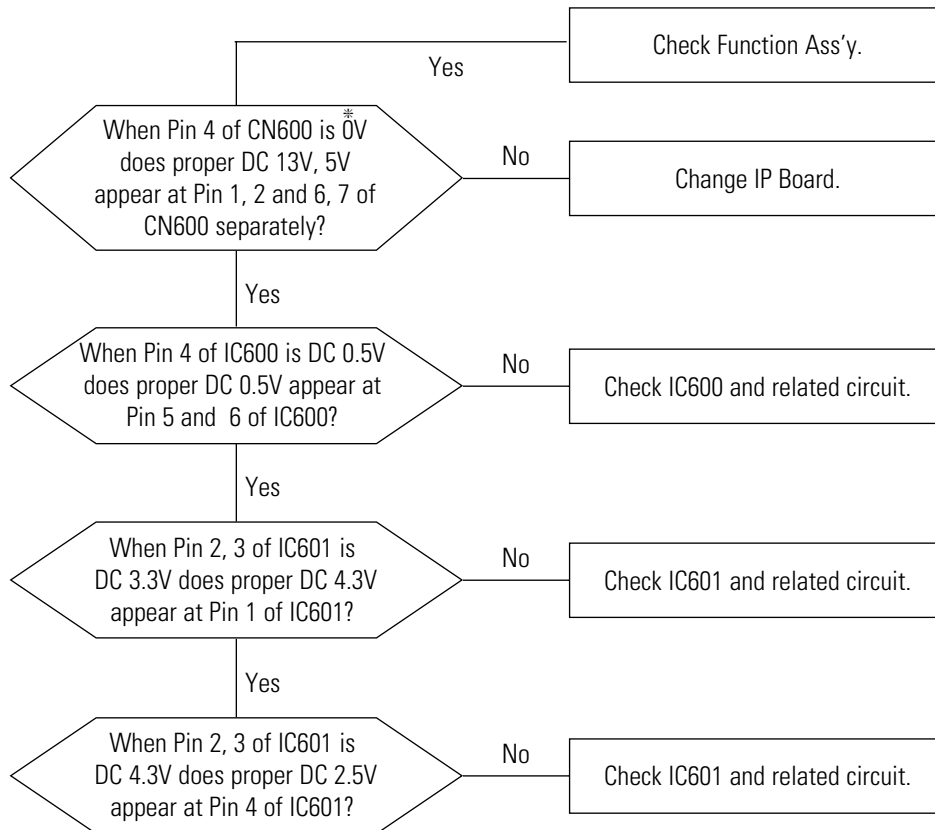 Check Function Ass'y.
Yes
When Pin 4 of CN600 is 0V
※
does proper DC 13V, 5V
appear at Pin 1, 2 and 6, 7 of
CN600 separately?
No
Change IP Board.
Yes
When Pin 4 of IC600 is DC 0.5V
does proper DC 0.5V appear at
Pin 5 and 6 of IC600?
No
Check IC600 and related circuit.
Yes
When Pin 2, 3 of IC601 is
DC 3.3V does proper DC 4.3V
appear at Pin 1 of IC601?
No
Check IC601 and related circuit.
Yes
When Pin 2, 3 of IC601 is
DC 4.3V does proper DC 2.5V
appear at Pin 4 of IC601?
No
Check IC601 and related circuit.